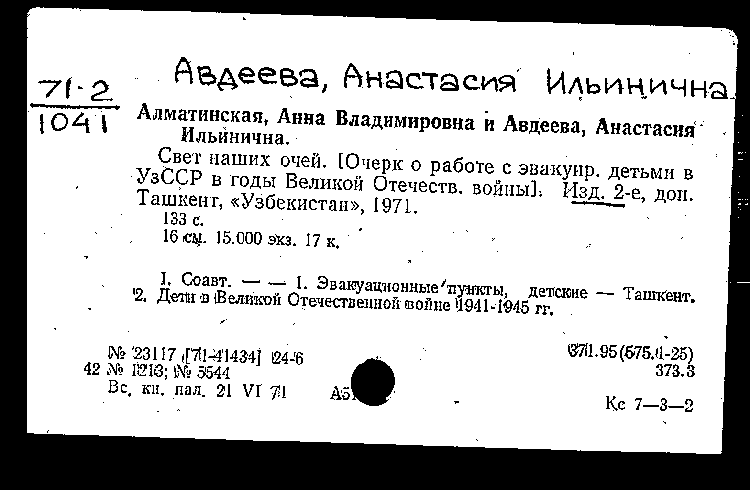 Авдеева, Анастасия Ильинична
71-2
1041
Алматинская, Анна Владимировна и Авдеева, Анастасия
Ильинична.
Свет наших очей. [Очерк о работе с эвакуир. детьми в
УзССР в годы Великой Отечеств. войны]. Изд. 2-е, доп.
Ташкент, «Узбекистан», 1971.
133 с.
16 см. 15.000 экз. 17 к.
I. Соавт. — — 1. Эвакуационные пункты, детские — Ташкент.
2. Дети в Великой Отечественной войне 1941-1945 гг.
№ 23117 [71-41434] 24-6
371.95(575.1-25)
42 № 1213; № 5544
373.3
Вс. кн. пал. 21 VI 71
Кс 7—3—2